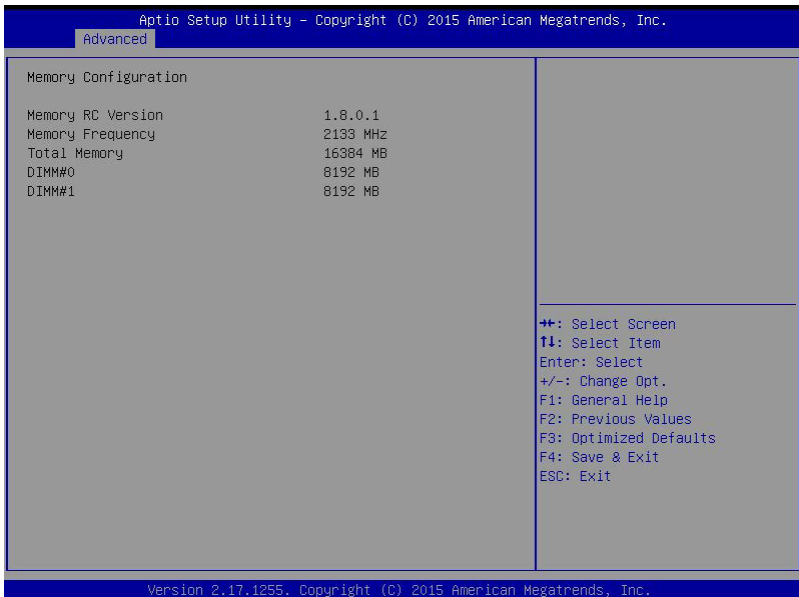 Aptio Setup Utility – Copyright (C) 2015 American Megatrends, Inc.
Advanced
Memory Configuration
Memory RC Version 1.8.0.1
Memory Frequency 2133 MHz
Total Memory 16384 MB
DIMM#0 8192 MB
DIMM#1 8192 MB
→←: Select Screen
↑↓: Select Item
Enter: Select
+/-: Change Opt.
F1: General Help
F2: Previous Values
F3: Optimized Defaults
F4: Save & Exit
ESC: Exit
Version 2.17.1255. Copyright (C) 2015 American Megatrends, Inc.